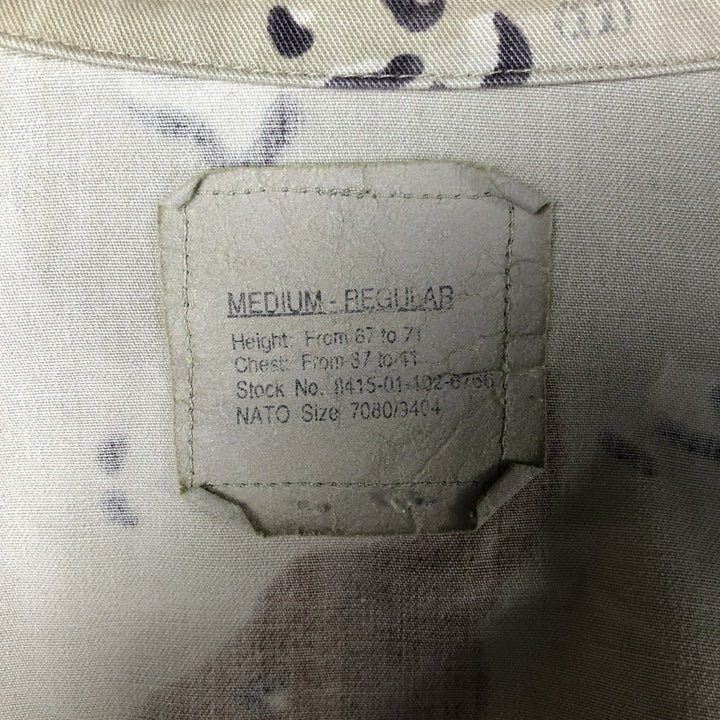 MEDIUM - REGULAR
Height: From 67 to 71
Chest: From 37 to 41
Stock No. 8415-01-102-6766
NATO Size 7080/9404